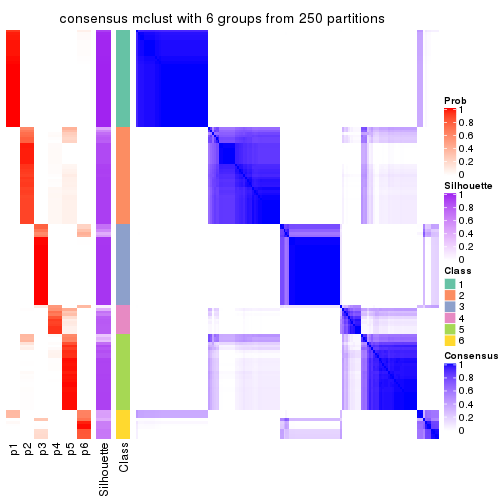 consensus mclust with 6 groups from 250 partitions
Prob
1
0.8
0.6
0.4
0.2
0
Silhouette
1
0.8
0.6
0.4
0.2
0
Class
1
2
3
4
5
6
Consensus
1
0.8
0.6
0.4
0.2
0
p1
p2
p3
p4
p5
p6
Silhouette
Class